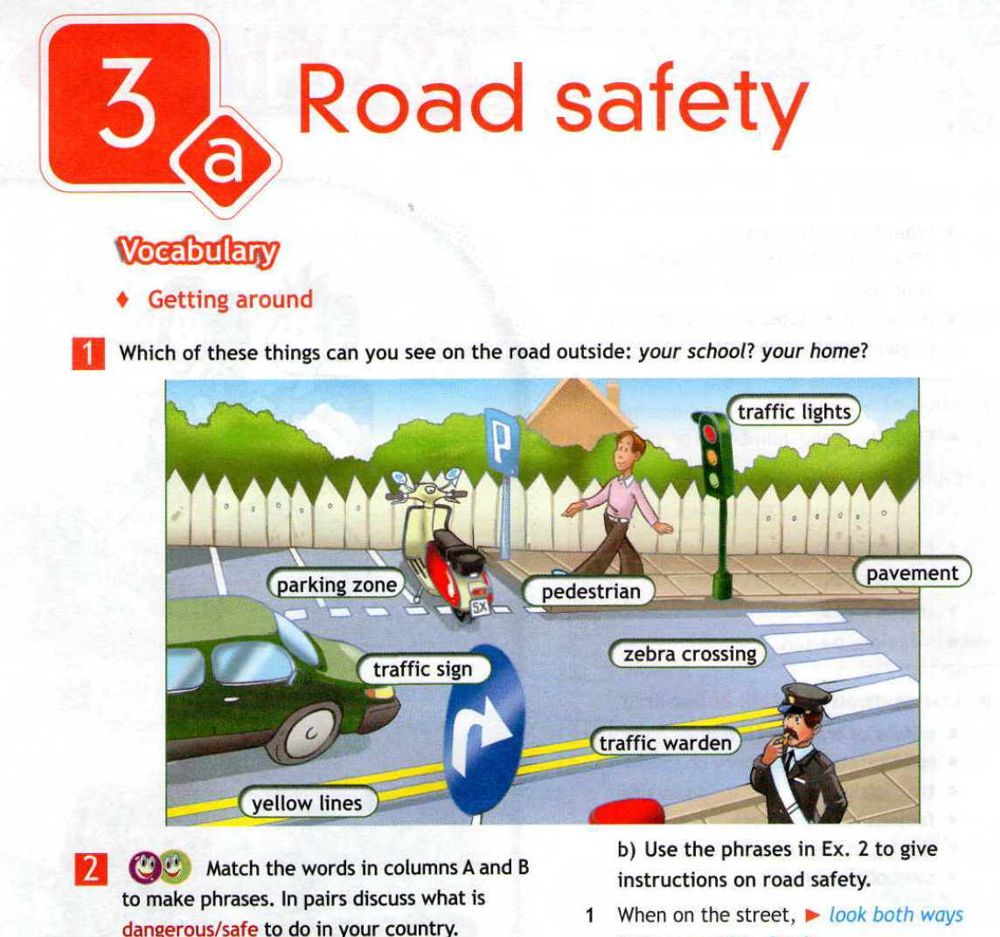 3
a
Road safety
Vocabulary
♦ Getting around
1 Which of these things can you see on the road outside: your school? your home?
P
traffic lights
pavement
parking zone
pedestrian
SX
zebra crossing
traffic sign
traffic warden
yellow lines
2 Match the words in columns A and B
to make phrases. In pairs discuss what is
dangerous/safe to do in your country.
b) Use the phrases in Ex. 2 to give
instructions on road safety.
1 When on the street, ► look both ways